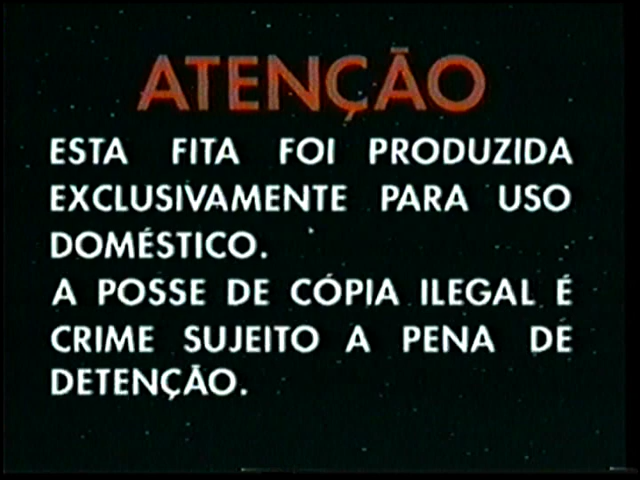 ATENÇÃO
ESTA FITA FOI PRODUZIDA
EXCLUSIVAMENTE PARA USO
DOMÉSTICO.
A POSSE DE CÓPIA ILEGAL É
CRIME SUJEITO A PENA DE
DETENÇÃO.